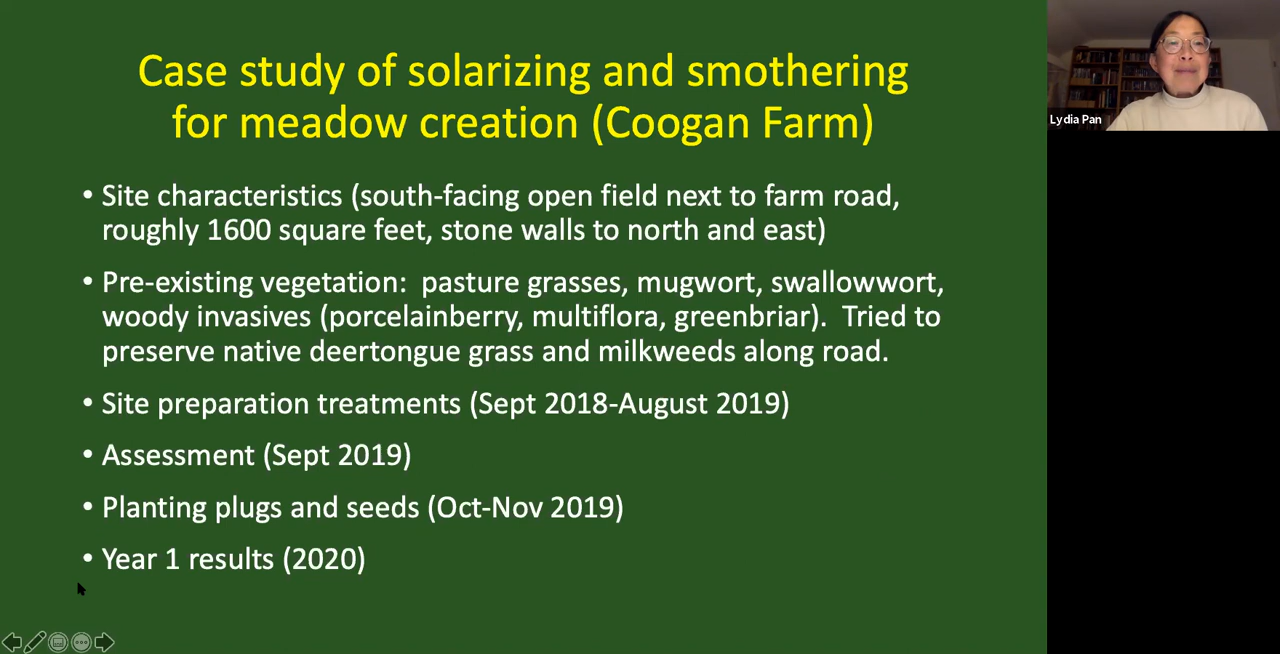 Case study of solarizing and smothering
for meadow creation (Coogan Farm)
• Site characteristics (south-facing open field next to farm road,
roughly 1600 square feet, stone walls to north and east)
• Pre-existing vegetation:  pasture grasses, mugwort, swallowwort,
woody invasives (porcelainberry, multiflora, greenbriar).  Tried to
preserve native deertongue grass and milkweeds along road.
• Site preparation treatments (Sept 2018-August 2019)
• Assessment (Sept 2019)
• Planting plugs and seeds (Oct-Nov 2019)
• Year 1 results (2020)
Lydia Pan